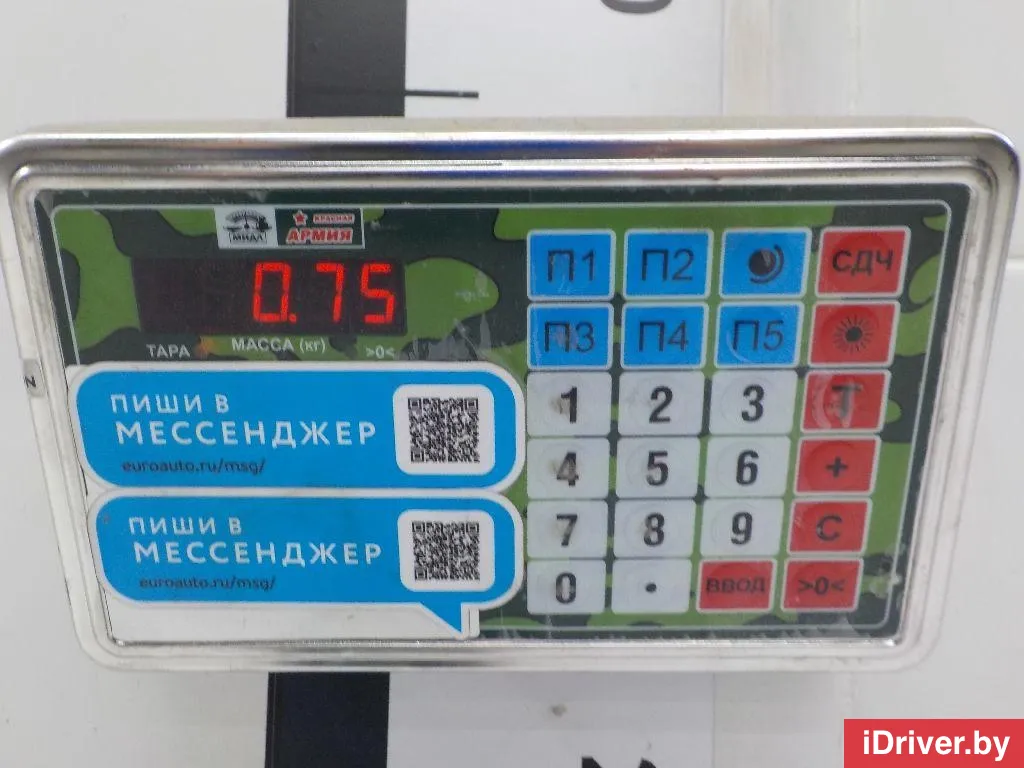 МИДЛ
КРАСНАЯ
АРМИЯ
0.75
ТАРА
МАССА (кг)
>0<
ПИШИ В
МЕССЕНДЖЕР
euroauto.ru/msg/
ПИШИ В
МЕССЕНДЖЕР
euroauto.ru/msg/
П1 П2 СДЧ
П3 П4 П5
1 2 3 Т
4 5 6 +
7 8 9 С
0 . ВВОД >0<
N
iDriver.by